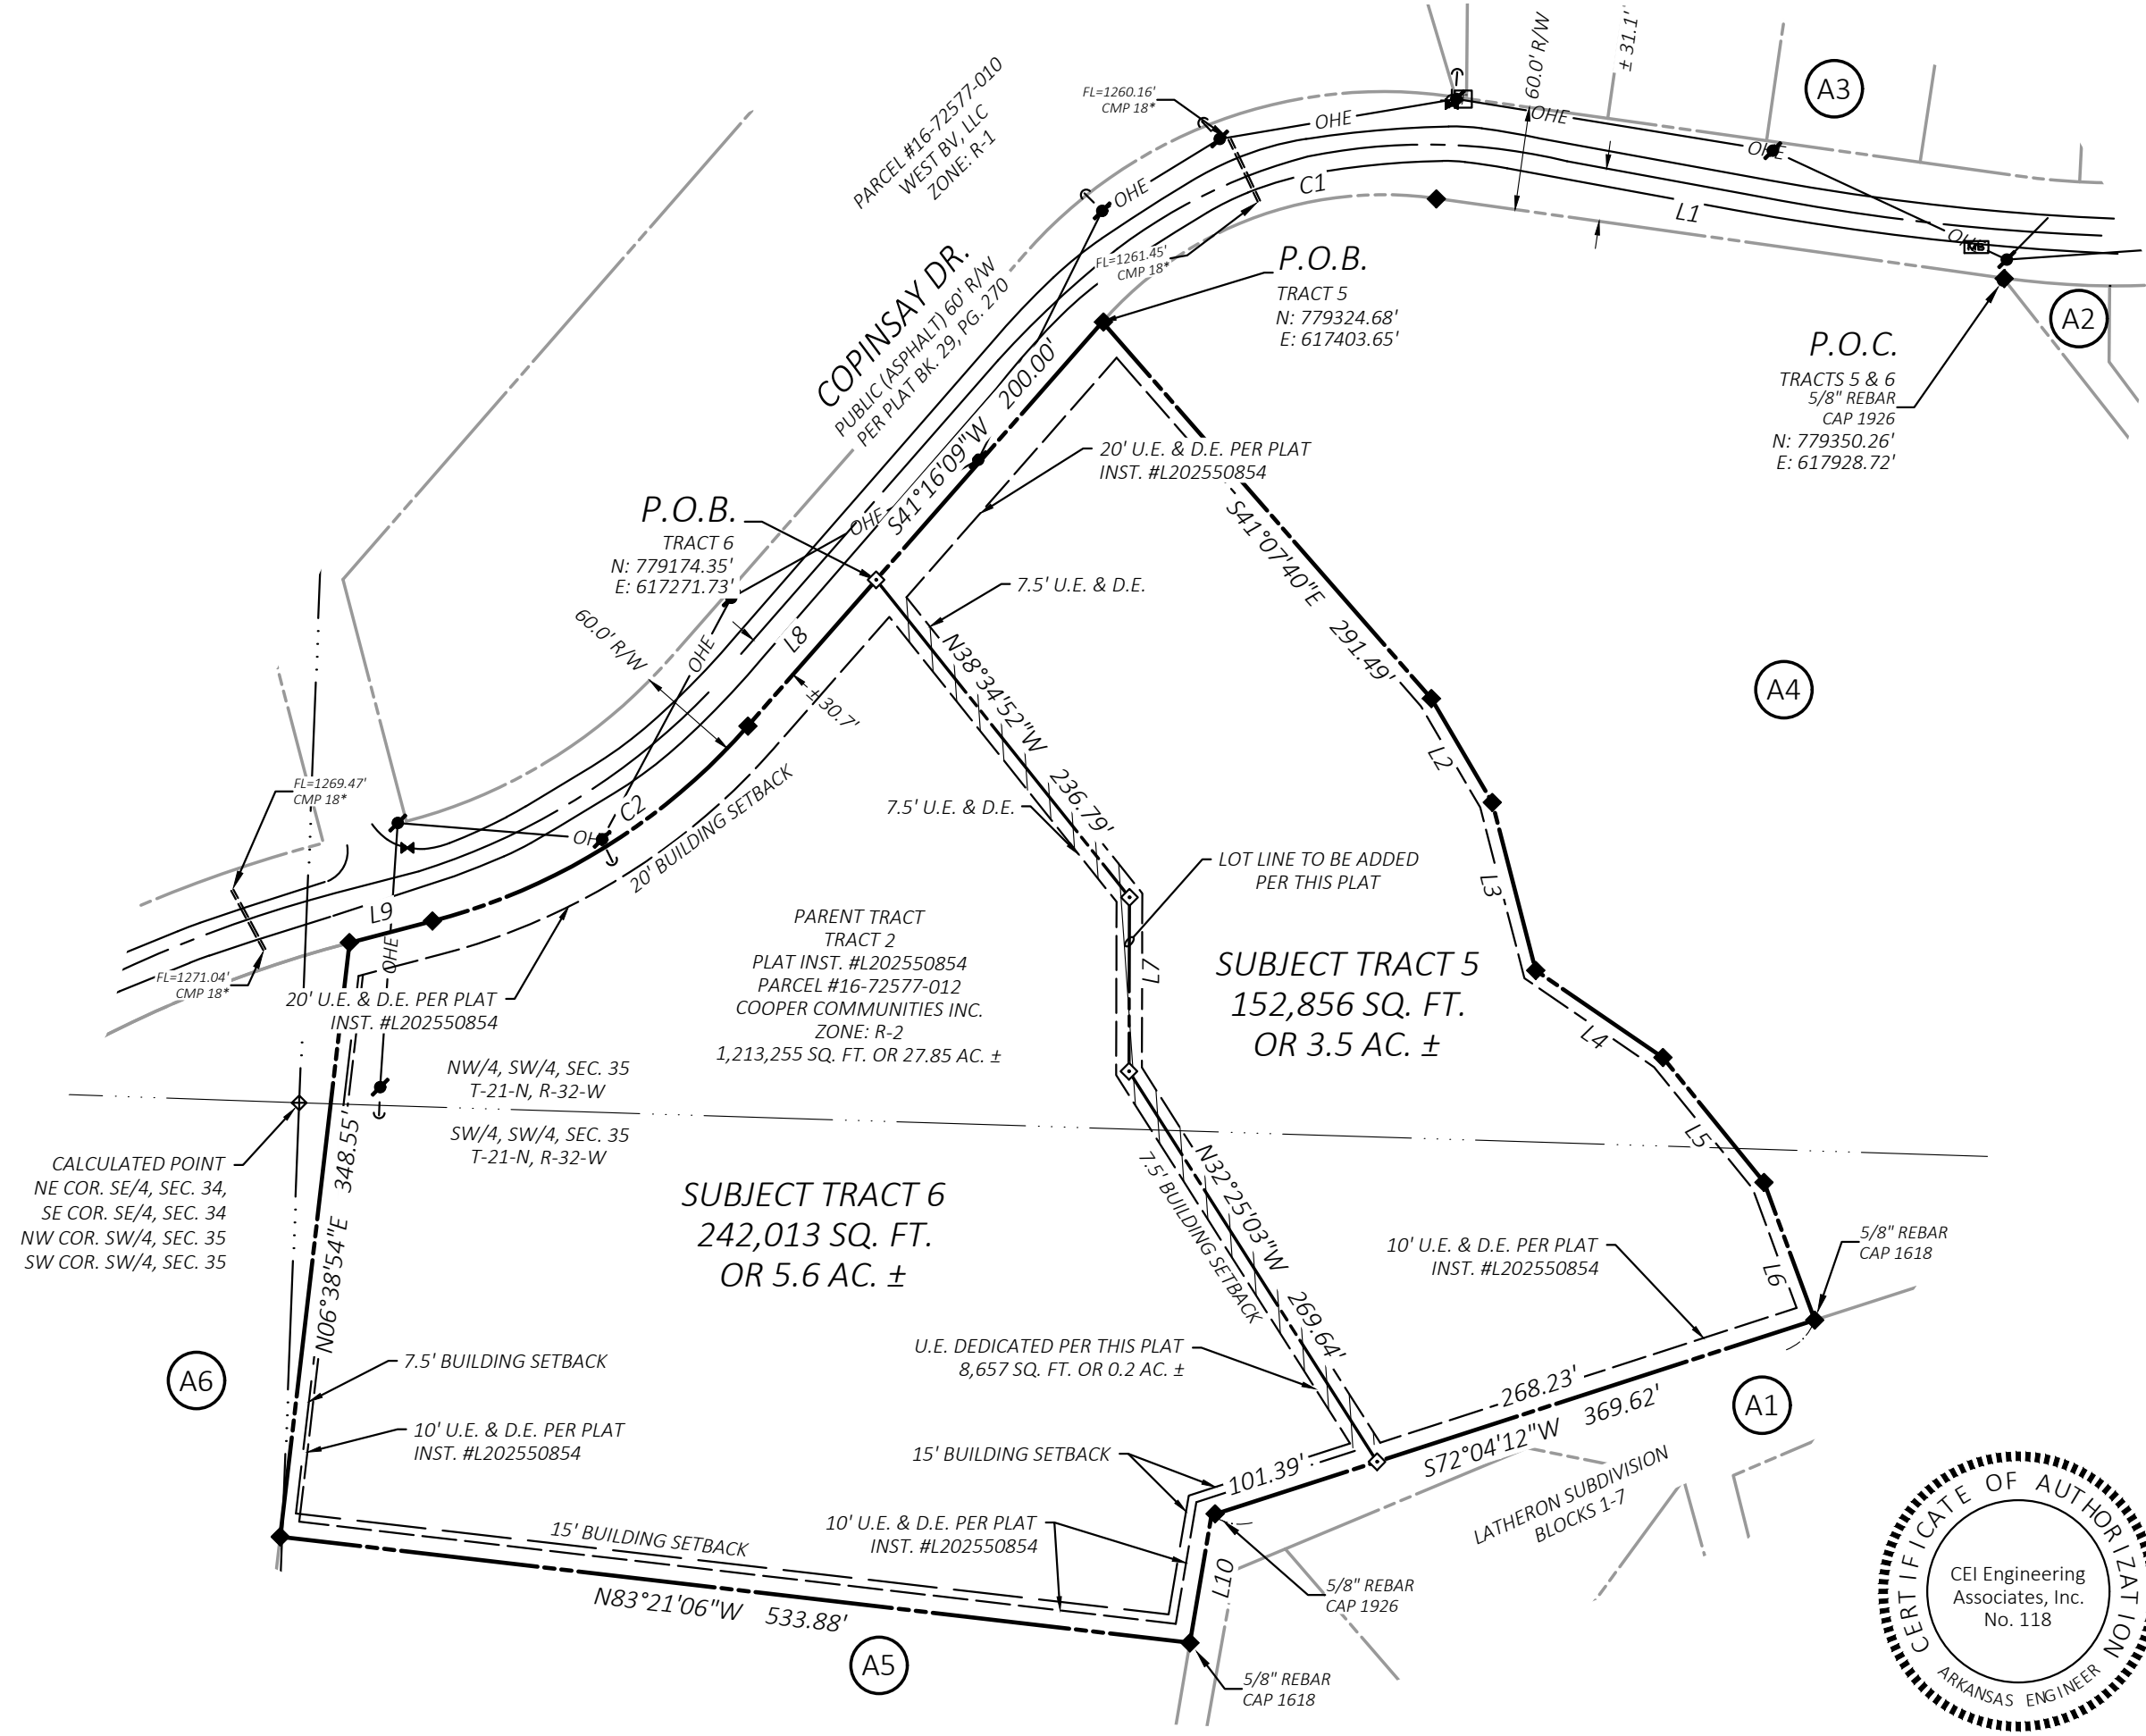 A3
60.0' R/W
± 31.1'
FL=1260.16'
CMP 18"
PARCEL #16-72577-010
WEST BV, LLC
ZONE: R-1
OHE
OHE
OHE
OHE
C1
L1
OHE
MB
A2
FL=1261.45'
CMP 18"
P.O.B.
TRACT 5
N: 779324.68'
E: 617403.65'
P.O.C.
TRACTS 5 & 6
5/8" REBAR
CAP 1926
N: 779350.26'
E: 617928.72'
COPINSAY DR.
PUBLIC (ASPHALT) 60' R/W
PER PLAT BK. 29, PG. 270
S41°16'09"W 200.00'
OHE
20' U.E. & D.E. PER PLAT
INST. #L202550854
P.O.B.
TRACT 6
N: 779174.35'
E: 617271.73'
S41°07'40"E 291.49'
7.5' U.E. & D.E.
60.0' R/W
OHE
L8
± 30.7'
N38°34'52"W 236.79'
A4
L2
FL=1269.47'
CMP 18"
OHE
C2
20' BUILDING SETBACK
7.5' U.E. & D.E.
LOT LINE TO BE ADDED
PER THIS PLAT
L3
L9
OHE
FL=1271.04'
CMP 18"
20' U.E. & D.E. PER PLAT
INST. #L202550854
PARENT TRACT
TRACT 2
PLAT INST. #L202550854
PARCEL #16-72577-012
COOPER COMMUNITIES INC.
ZONE: R-2
1,213,255 SQ. FT. OR 27.85 AC. ±
L7
SUBJECT TRACT 5
152,856 SQ. FT.
OR 3.5 AC. ±
L4
L5
L6
NW/4, SW/4, SEC. 35
T-21-N, R-32-W
SW/4, SW/4, SEC. 35
T-21-N, R-32-W
CALCULATED POINT
NE COR. SE/4, SEC. 34,
SE COR. SE/4, SEC. 34
NW COR. SW/4, SEC. 35
SW COR. SW/4, SEC. 35
N06°38'54"E 348.55'
SUBJECT TRACT 6
242,013 SQ. FT.
OR 5.6 AC. ±
7.5' BUILDING SETBACK
N32°25'03"W 269.64'
10' U.E. & D.E. PER PLAT
INST. #L202550854
5/8" REBAR
CAP 1618
A6
7.5' BUILDING SETBACK
10' U.E. & D.E. PER PLAT
INST. #L202550854
U.E. DEDICATED PER THIS PLAT
8,657 SQ. FT. OR 0.2 AC. ±
268.23'
S72°04'12"W 369.62'
A1
15' BUILDING SETBACK
101.39'
LATHERON SUBDIVISION
BLOCKS 1-7
15' BUILDING SETBACK
10' U.E. & D.E. PER PLAT
INST. #L202550854
N83°21'06"W 533.88'
L10
5/8" REBAR
CAP 1926
A5
5/8" REBAR
CAP 1618
CERTIFICATE OF AUTHORIZATION
CEI Engineering
Associates, Inc.
No. 118
ARKANSAS ENGINEER